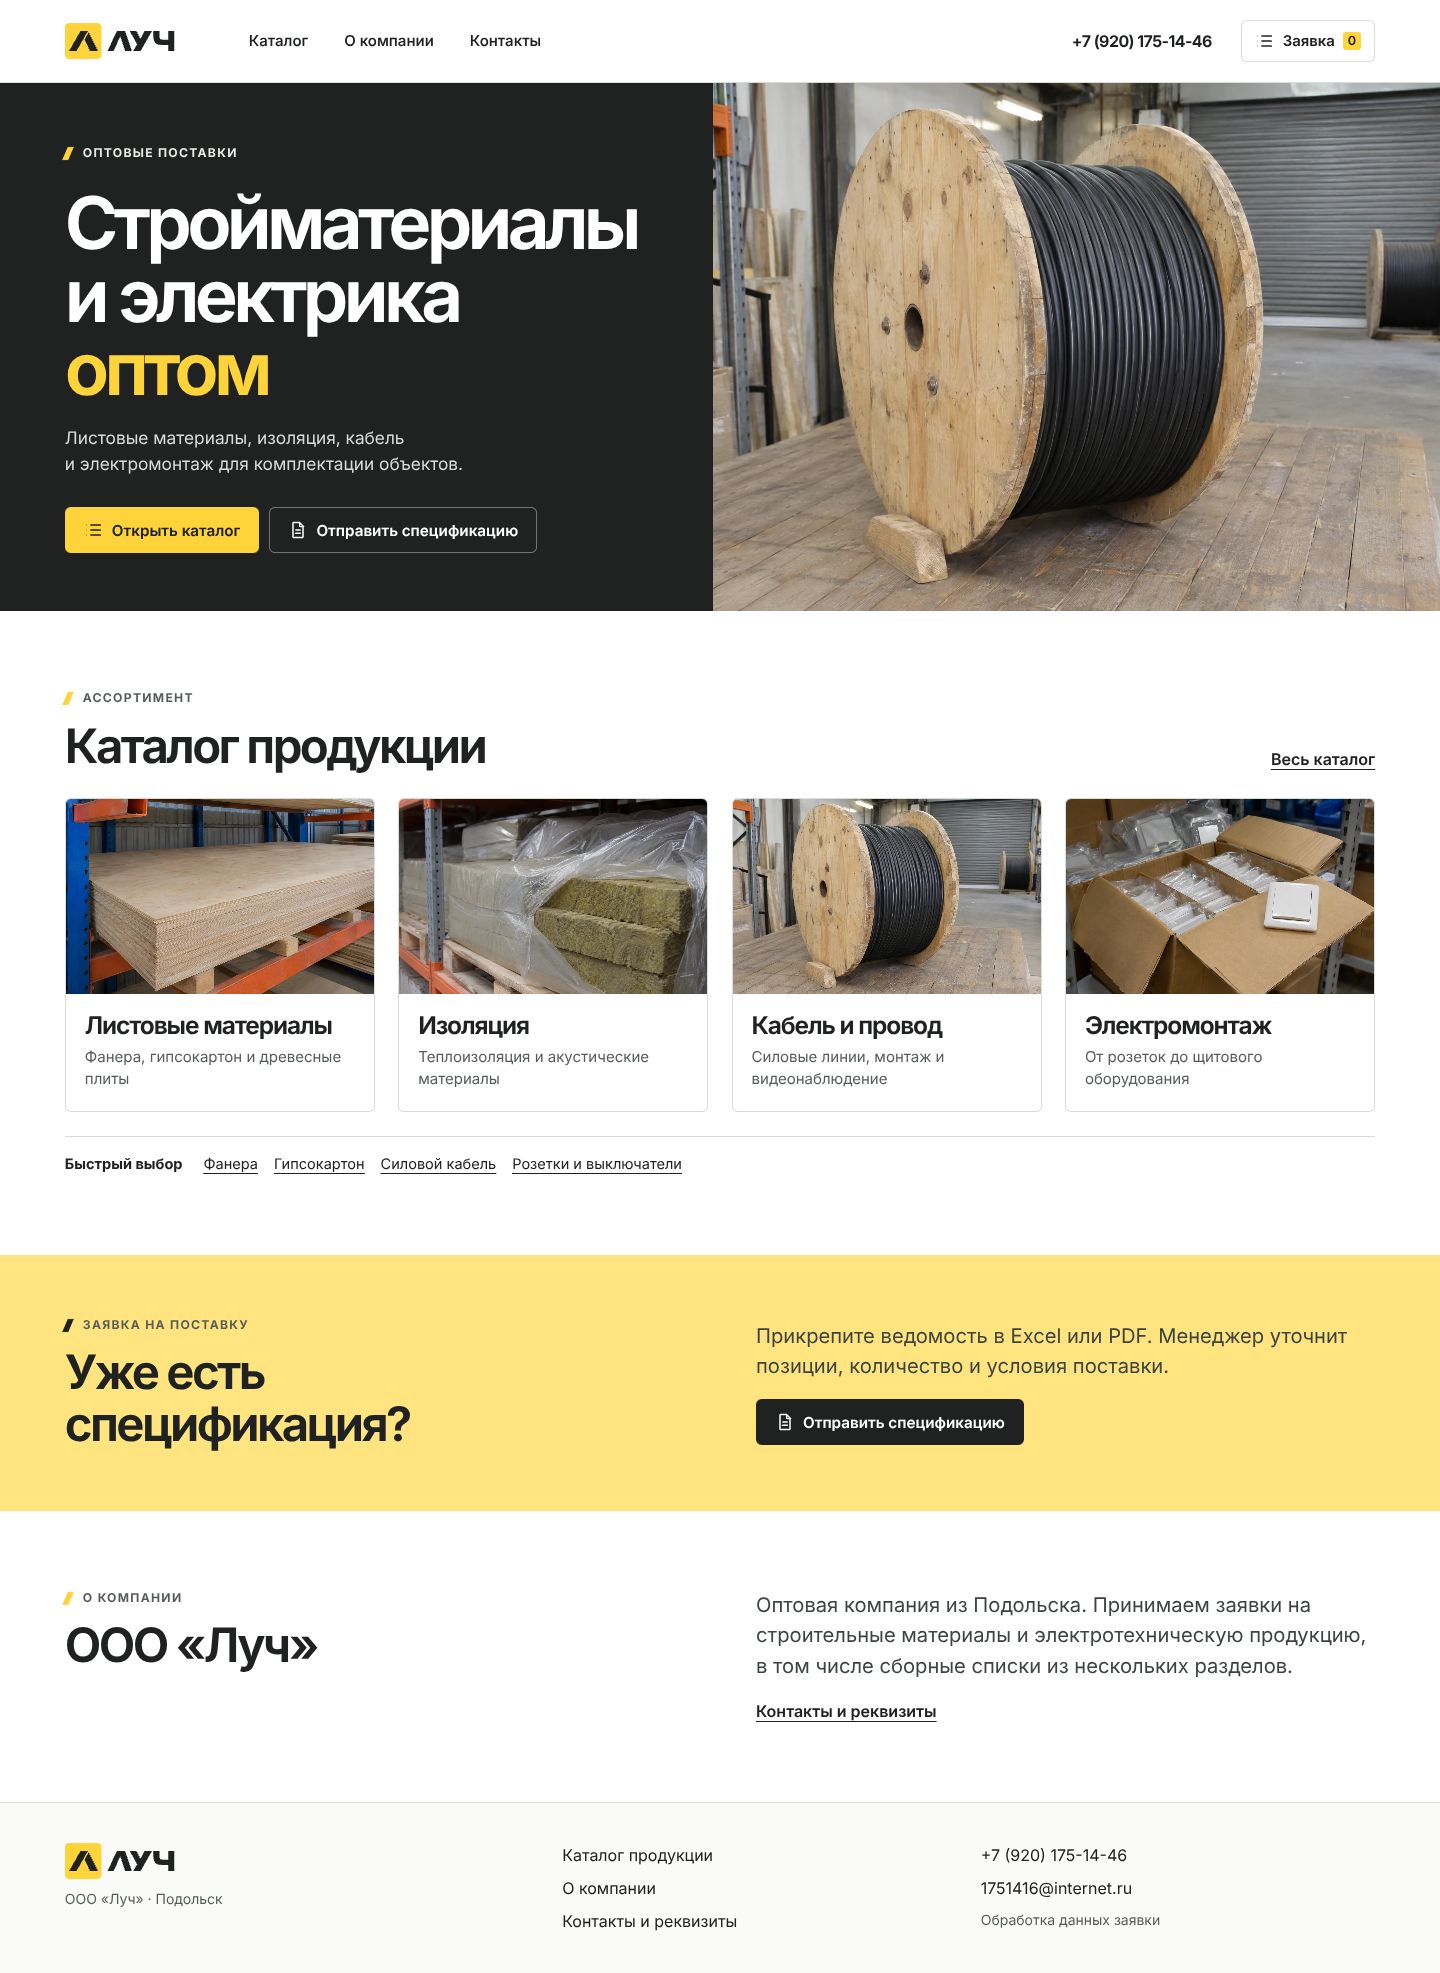 ЛУЧ
Каталог
О компании
Контакты
+7 (920) 175-14-46
Заявка 0
ОПТОВЫЕ ПОСТАВКИ
Стройматериалы
и электрика
оптом
Листовые материалы, изоляция, кабель
и электромонтаж для комплектации объектов.
Открыть каталог
Отправить спецификацию
АССОРТИМЕНТ
Каталог продукции
Весь каталог
Листовые материалы
Фанера, гипсокартон и древесные
плиты
Изоляция
Теплоизоляция и акустические
материалы
Кабель и провод
Силовые линии, монтаж и
видеонаблюдение
Электромонтаж
От розеток до щитового
оборудования
Быстрый выбор
Фанера
Гипсокартон
Силовой кабель
Розетки и выключатели
ЗАЯВКА НА ПОСТАВКУ
Уже есть
спецификация?
Прикрепите ведомость в Excel или PDF. Менеджер уточнит
позиции, количество и условия поставки.
Отправить спецификацию
О КОМПАНИИ
ООО «Луч»
Оптовая компания из Подольска. Принимаем заявки на
строительные материалы и электротехническую продукцию,
в том числе сборные списки из нескольких разделов.
Контакты и реквизиты
ЛУЧ
ООО «Луч» · Подольск
Каталог продукции
О компании
Контакты и реквизиты
+7 (920) 175-14-46
1751416@internet.ru
Обработка данных заявки